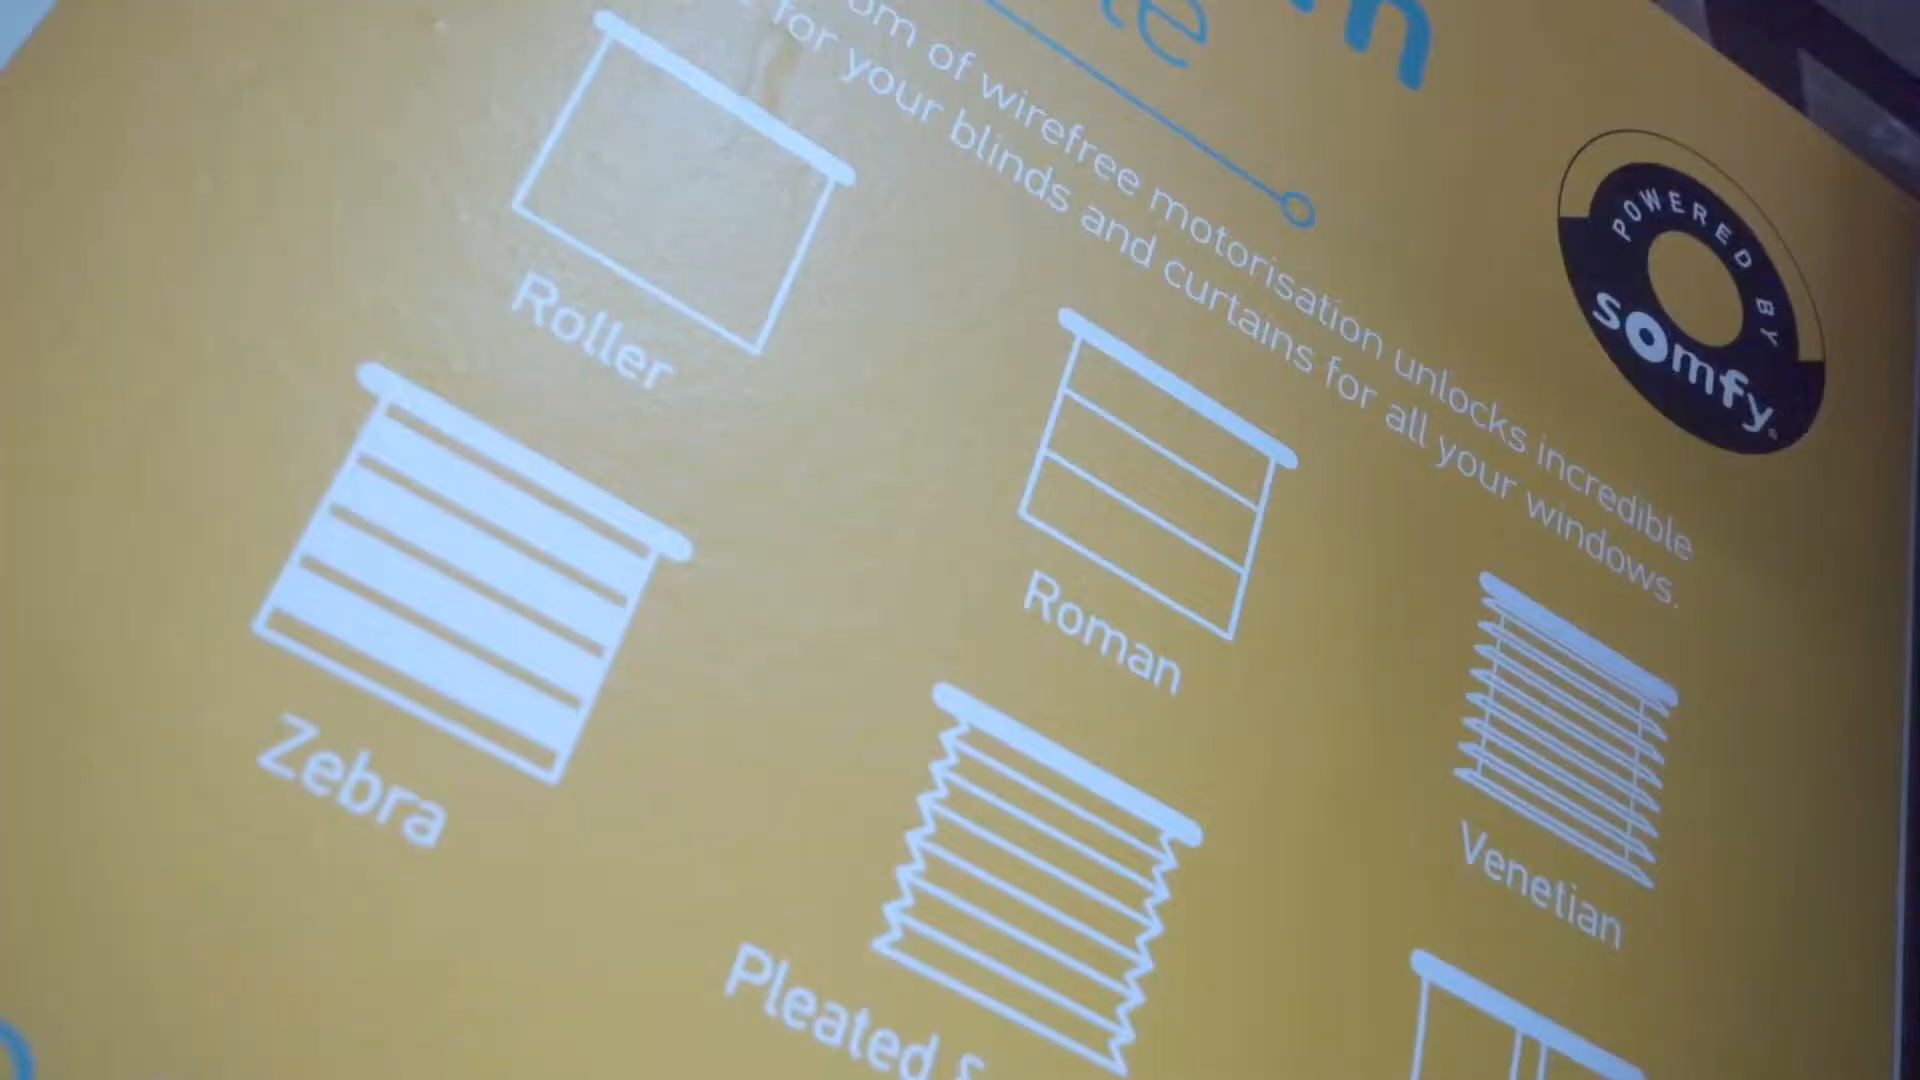 of wirefree motorisation unlocks incredible
for your blinds and curtains for all your windows.
POWERED BY
somfy
Roller
Roman
Venetian
Zebra
Pleated &